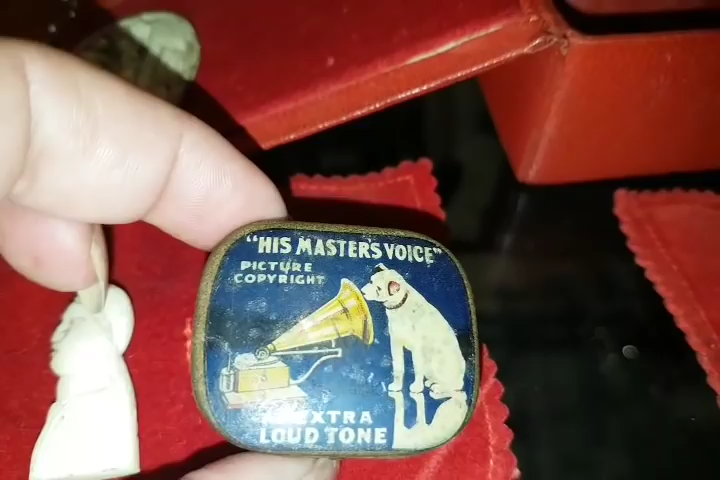 "HIS MASTER'S VOICE"
PICTURE
COPYRIGHT
EXTRA
LOUD TONE